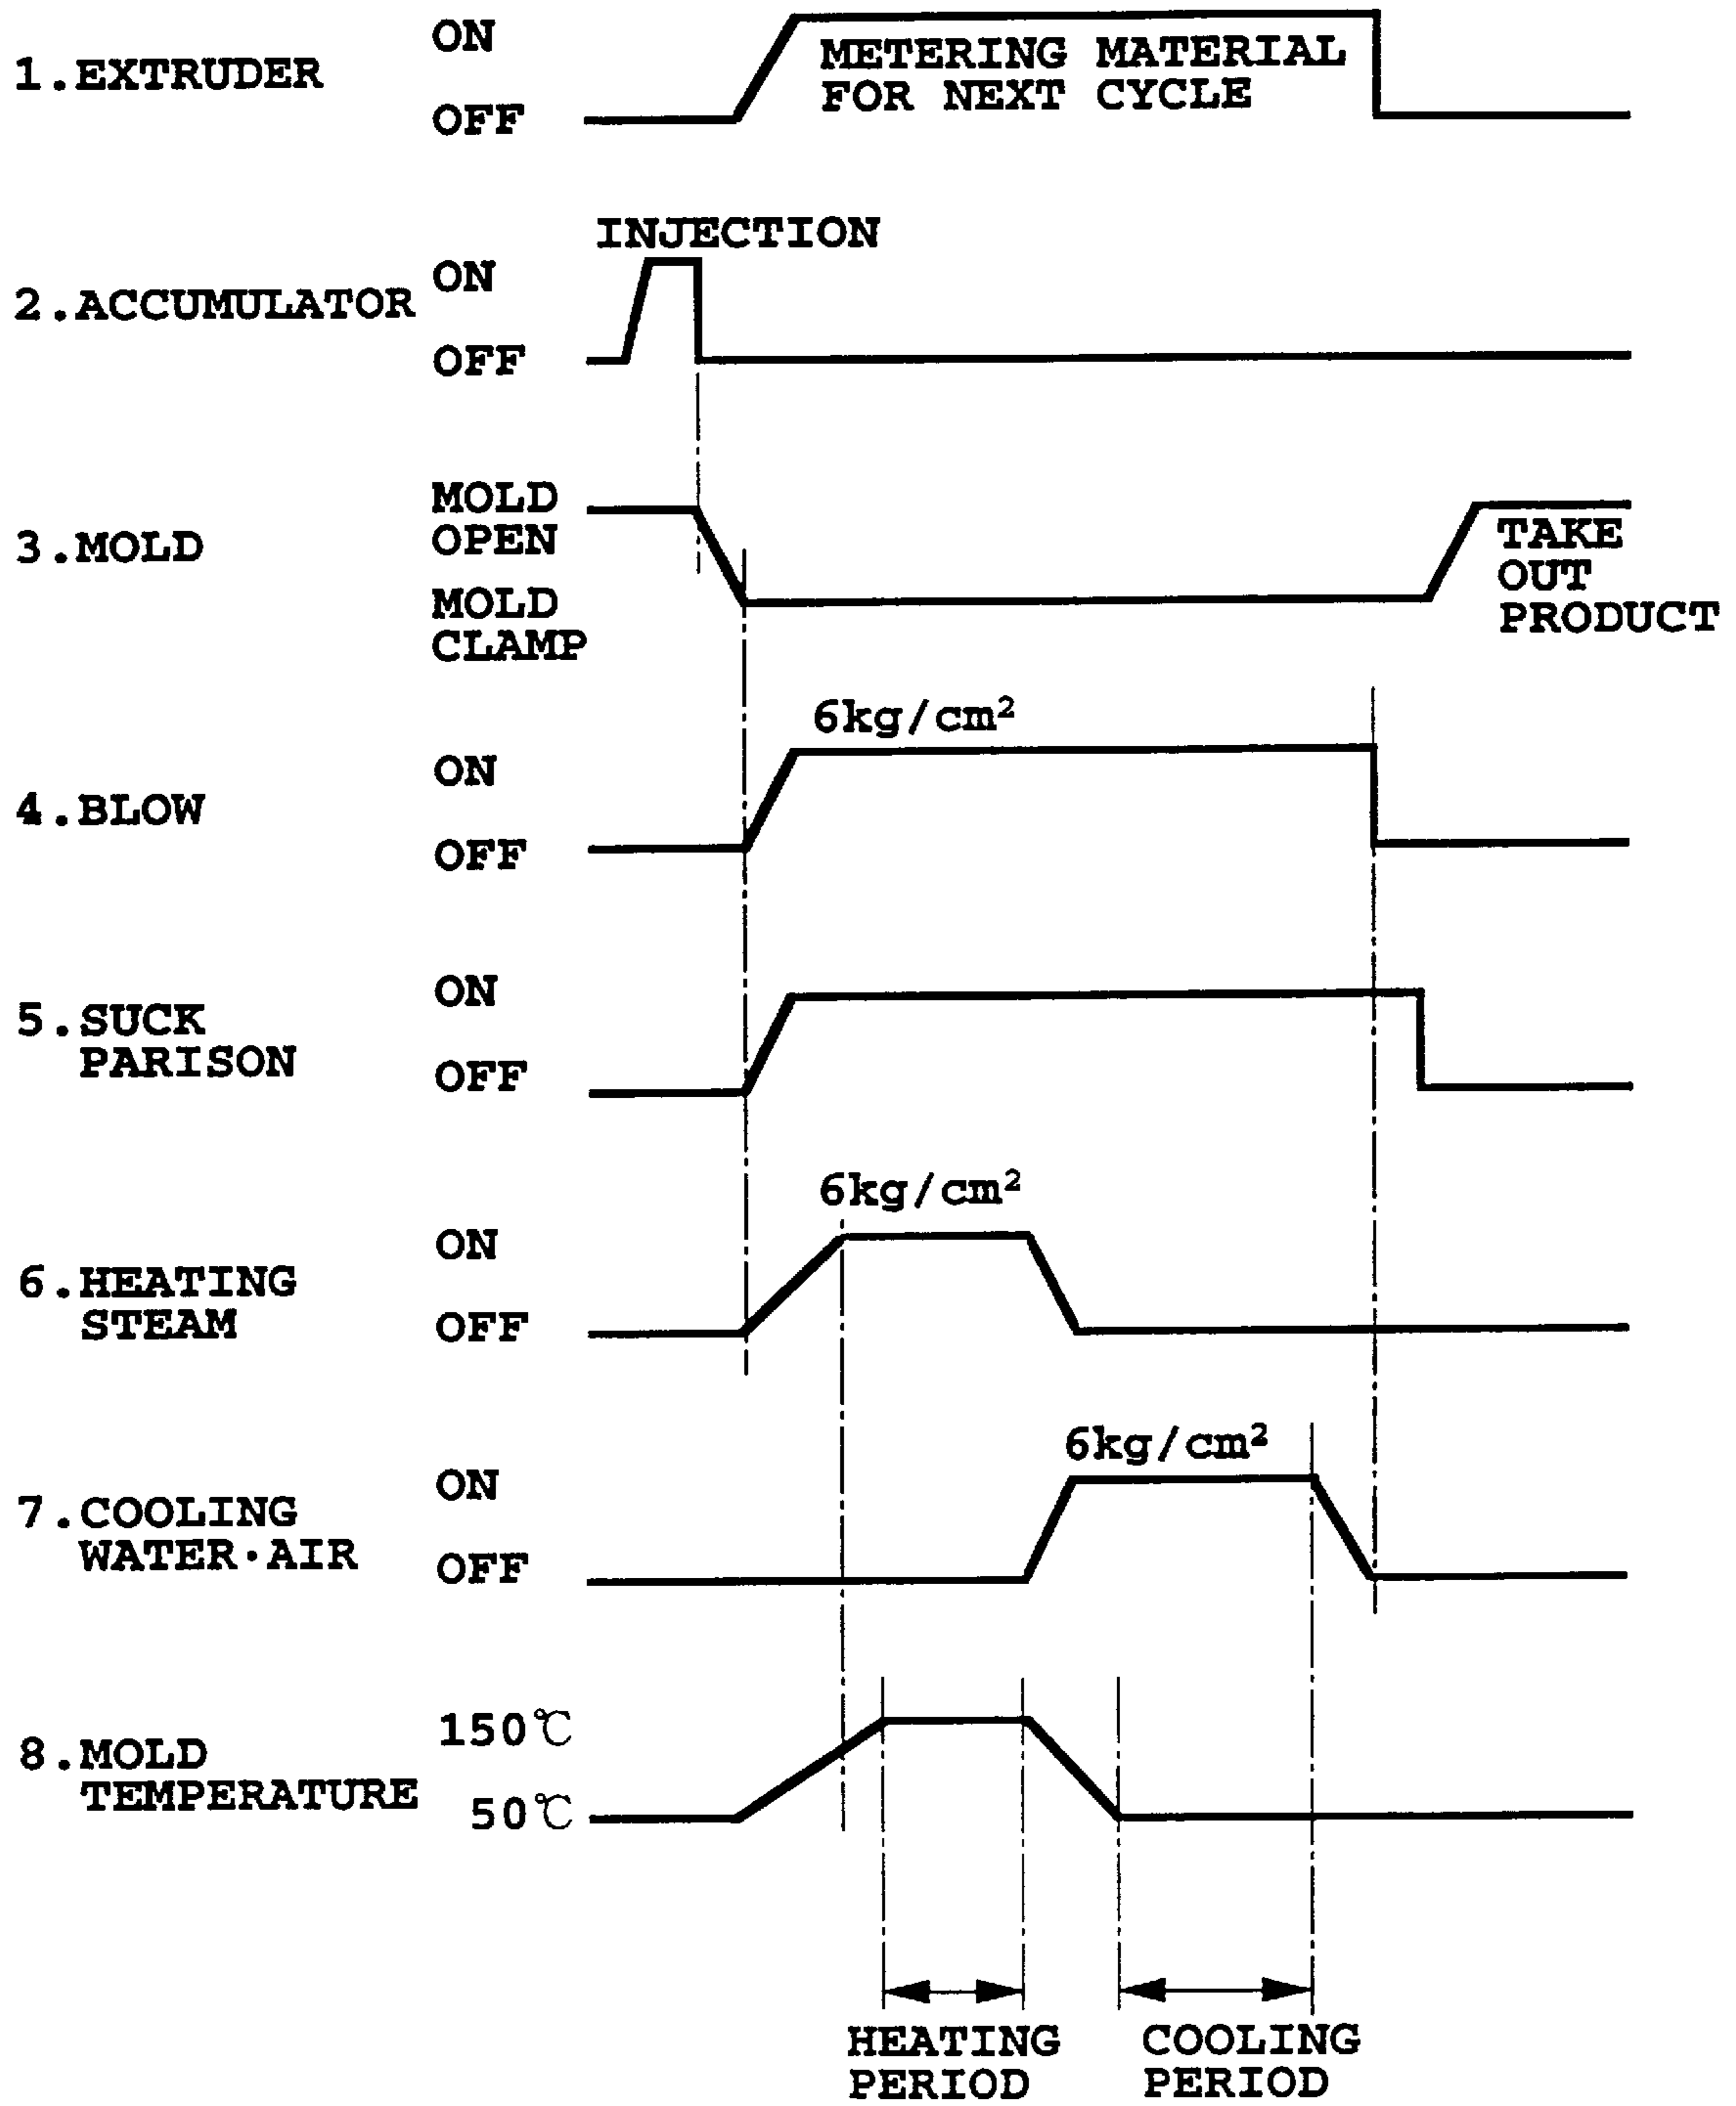 1.EXTRUDER
ON
OFF
METERING MATERIAL
FOR NEXT CYCLE
INJECTION
2.ACCUMULATOR
ON
OFF
3.MOLD
MOLD
OPEN
MOLD
CLAMP
TAKE
OUT
PRODUCT
6kg/cm²
4.BLOW
ON
OFF
5.SUCK
PARISON
ON
OFF
6kg/cm²
6.HEATING
STEAM
ON
OFF
6kg/cm²
7.COOLING
WATER·AIR
ON
OFF
8.MOLD
TEMPERATURE
150℃
50℃
HEATING
PERIOD
COOLING
PERIOD